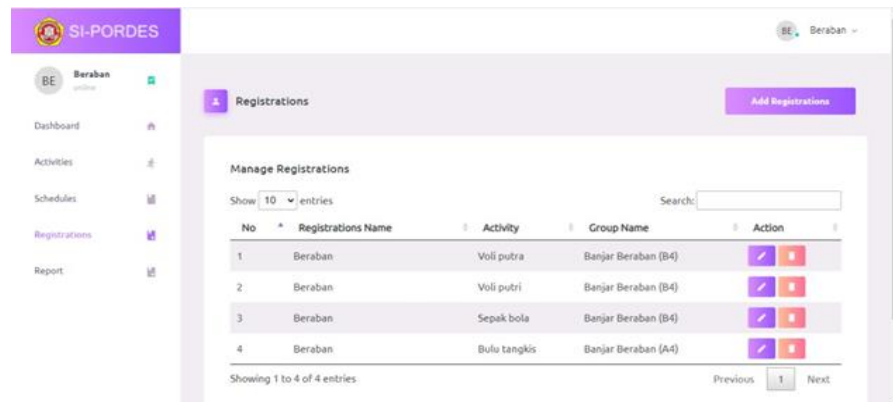 SI-PORDES
BE Beraban
BE Beraban
online
Dashboard
Activities
Schedules
Registrations
Report
Registrations
Add Registrations
Manage Registrations
Show 10 entries
Search:
No Registrations Name Activity Group Name Action
1 Beraban Voli putra Banjar Beraban (B4)
2 Beraban Voli putri Banjar Beraban (B4)
3 Beraban Sepak bola Banjar Beraban (B4)
4 Beraban Bulu tangkis Banjar Beraban (A4)
Showing 1 to 4 of 4 entries
Previous 1 Next